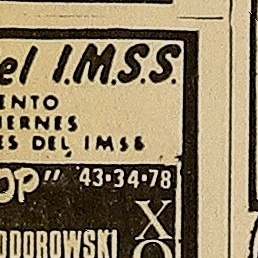 el I.M.S.S.
ENTO
IERNES
ES DEL IMSS
OP" 43·34·78
X
ODOROWSKI O